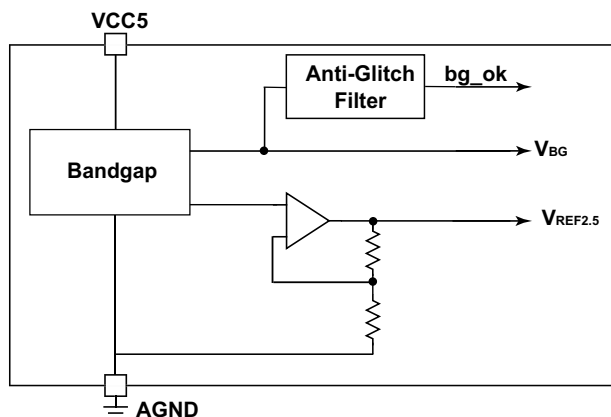 VCC5
Anti-Glitch
Filter
bg_ok
Bandgap
VBG
VREF2.5
AGND